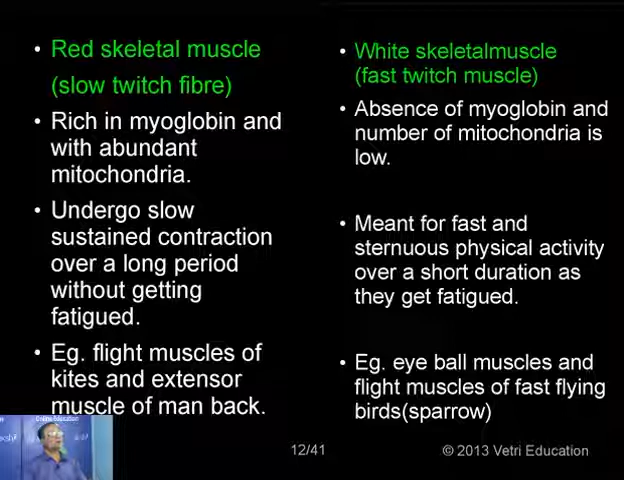 • Red skeletal muscle
(slow twitch fibre)
• Rich in myoglobin and
with abundant
mitochondria.
• Undergo slow
sustained contraction
over a long period
without getting
fatigued.
• Eg. flight muscles of
kites and extensor
muscle of man back.
• White skeletalmuscle
(fast twitch muscle)
• Absence of myoglobin and
number of mitochondria is
low.
• Meant for fast and
sternuous physical activity
over a short duration as
they get fatigued.
• Eg. eye ball muscles and
flight muscles of fast flying
birds(sparrow)
Online Education
12/41
© 2013 Vetri Education